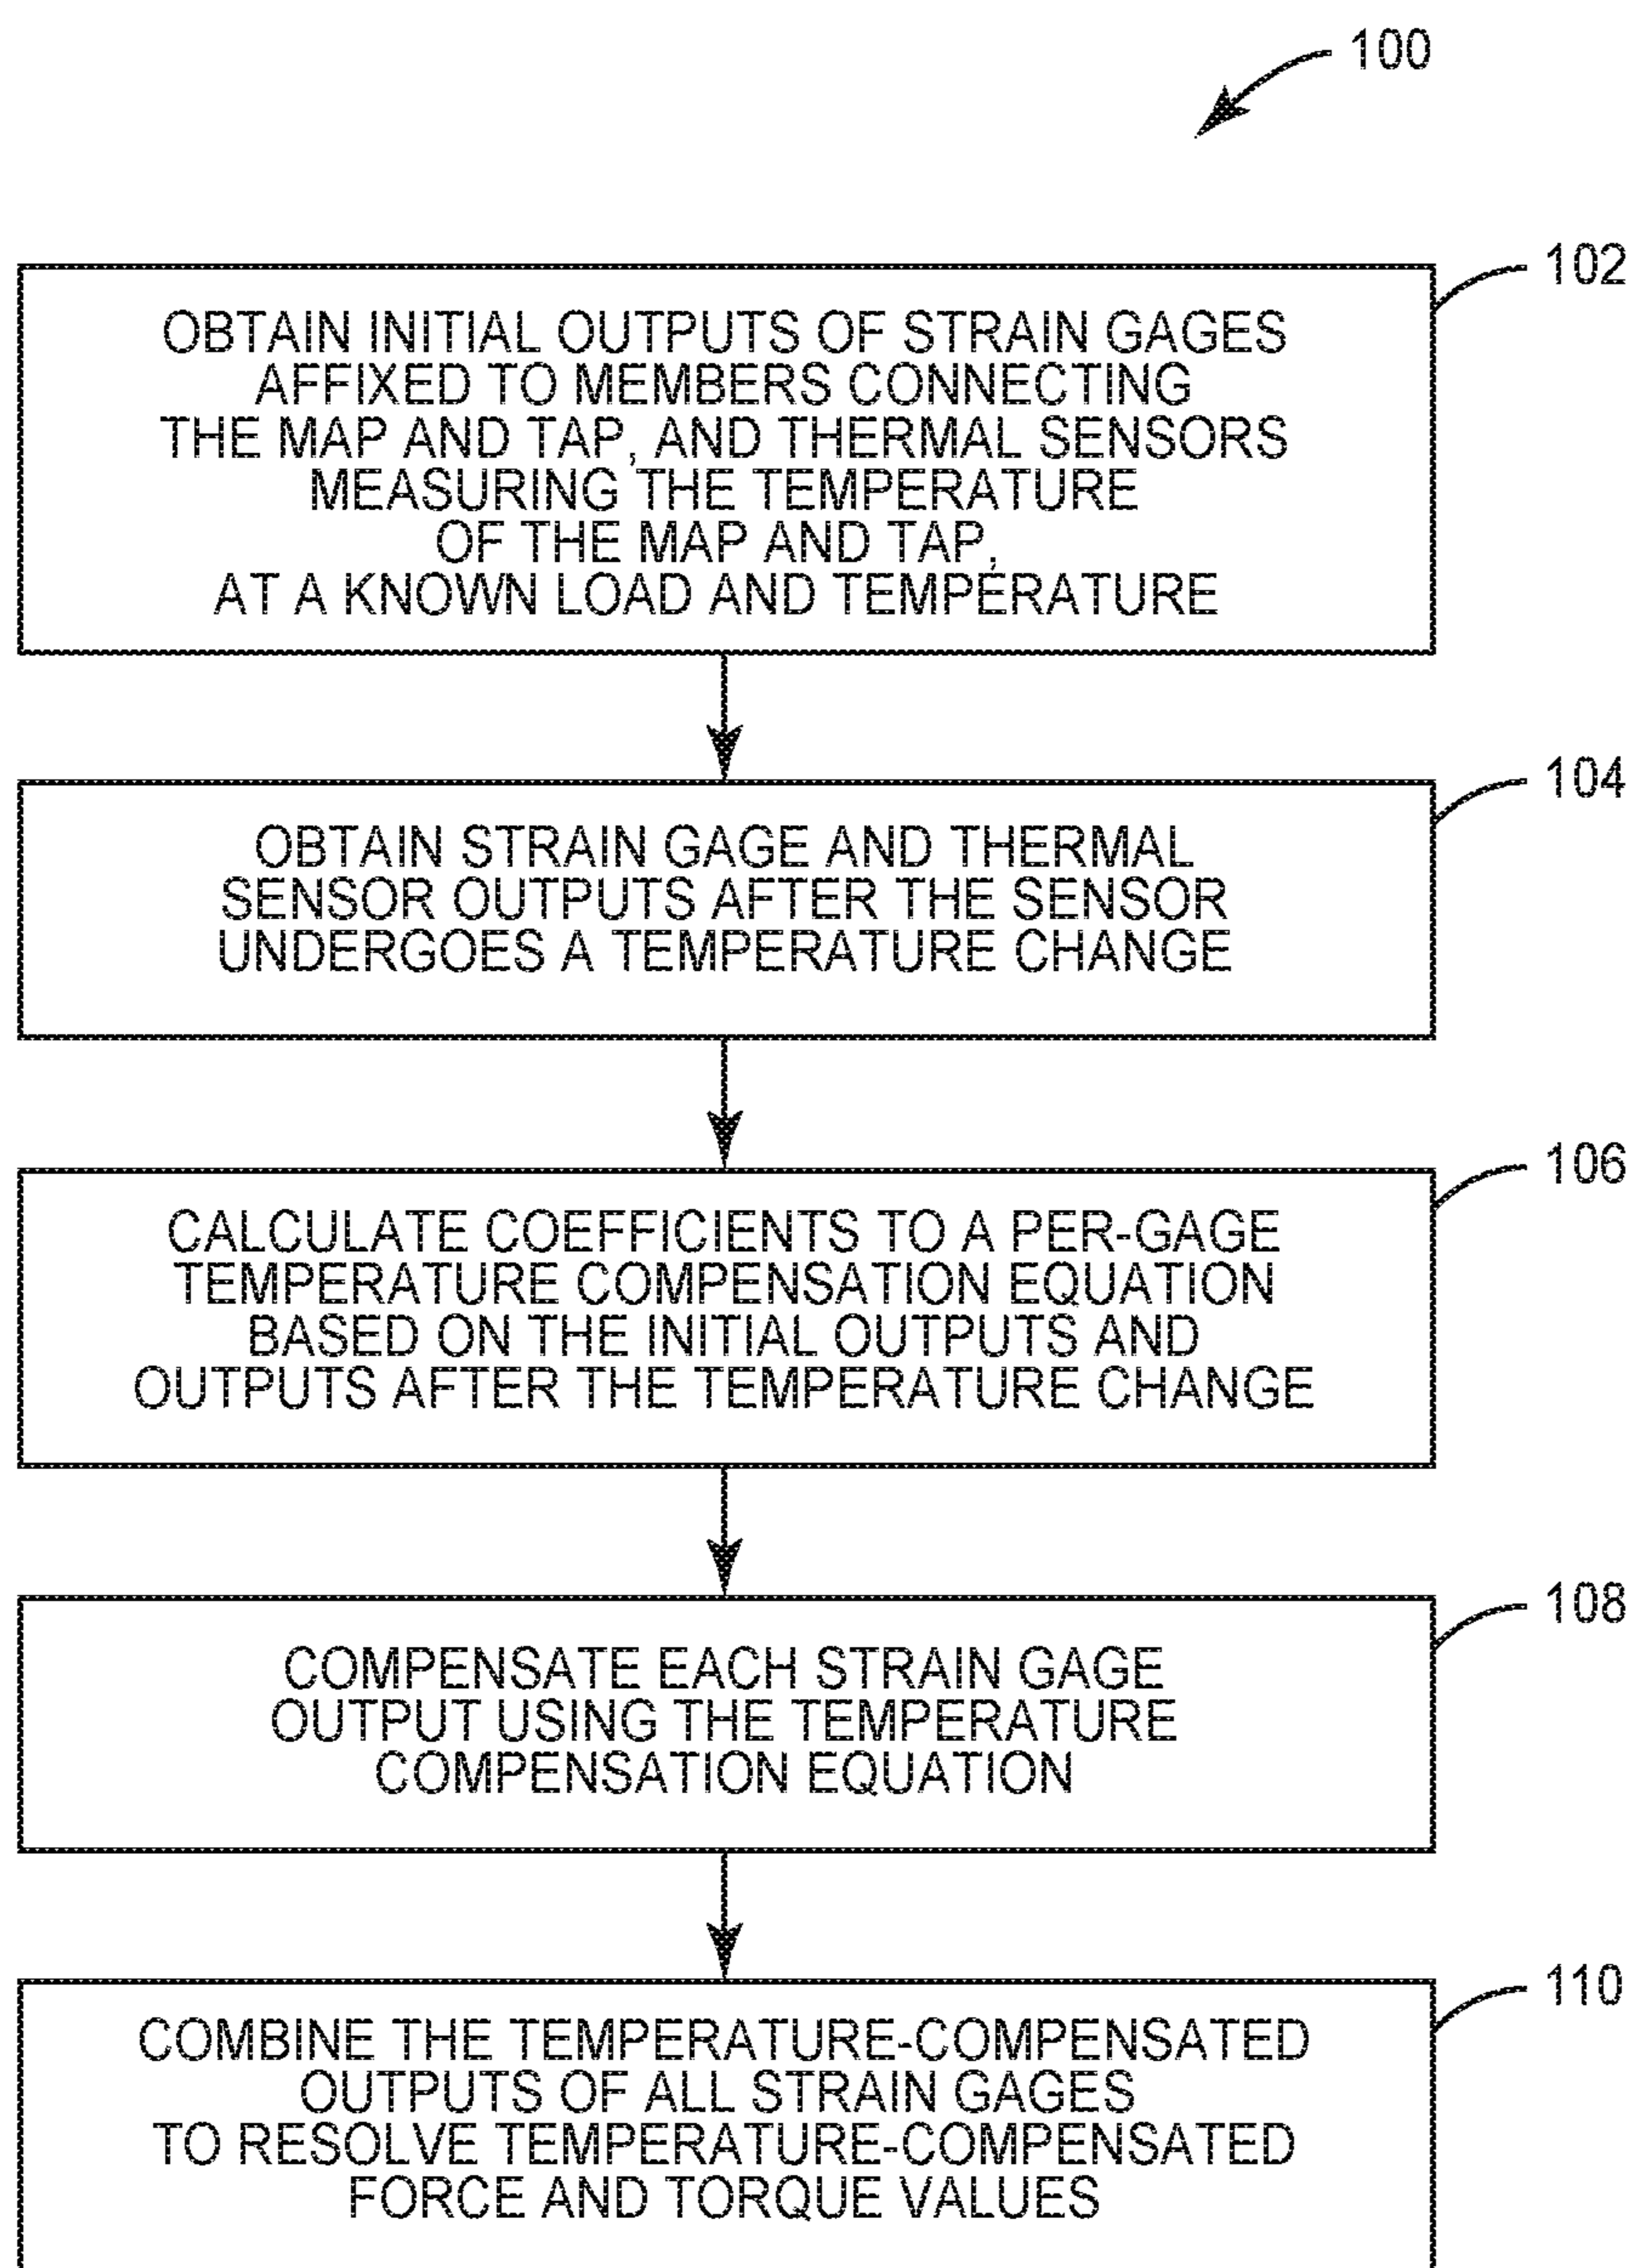 100
102
OBTAIN INITIAL OUTPUTS OF STRAIN GAGES
AFFIXED TO MEMBERS CONNECTING
THE MAP AND TAP, AND THERMAL SENSORS
MEASURING THE TEMPERATURE
OF THE MAP AND TAP,
AT A KNOWN LOAD AND TEMPERATURE
104
OBTAIN STRAIN GAGE AND THERMAL
SENSOR OUTPUTS AFTER THE SENSOR
UNDERGOES A TEMPERATURE CHANGE
106
CALCULATE COEFFICIENTS TO A PER-GAGE
TEMPERATURE COMPENSATION EQUATION
BASED ON THE INITIAL OUTPUTS AND
OUTPUTS AFTER THE TEMPERATURE CHANGE
108
COMPENSATE EACH STRAIN GAGE
OUTPUT USING THE TEMPERATURE
COMPENSATION EQUATION
110
COMBINE THE TEMPERATURE-COMPENSATED
OUTPUTS OF ALL STRAIN GAGES
TO RESOLVE TEMPERATURE-COMPENSATED
FORCE AND TORQUE VALUES